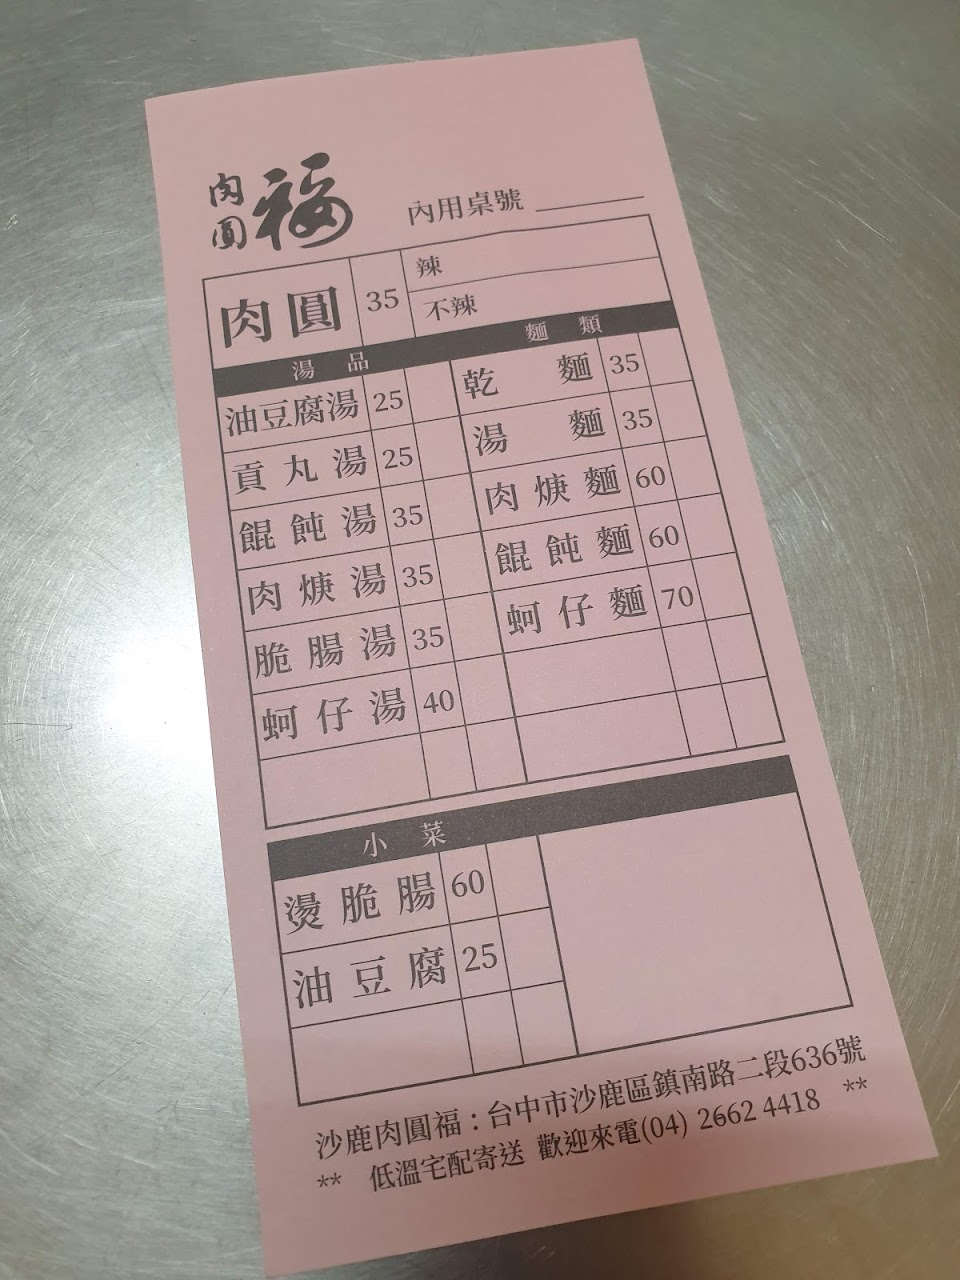 肉圓福 內用桌號
肉圓 35 辣
不辣
湯品 麵類
油豆腐湯 25 乾麵 35
貢丸湯 25 湯麵 35
餛飩湯 35 肉焿麵 60
肉焿湯 35 餛飩麵 60
脆腸湯 35 蚵仔麵 70
蚵仔湯 40
小菜
燙脆腸 60
油豆腐 25
沙鹿肉圓福:台中市沙鹿區鎮南路二段636號
** 低溫宅配寄送 歡迎來電(04) 2662 4418 **